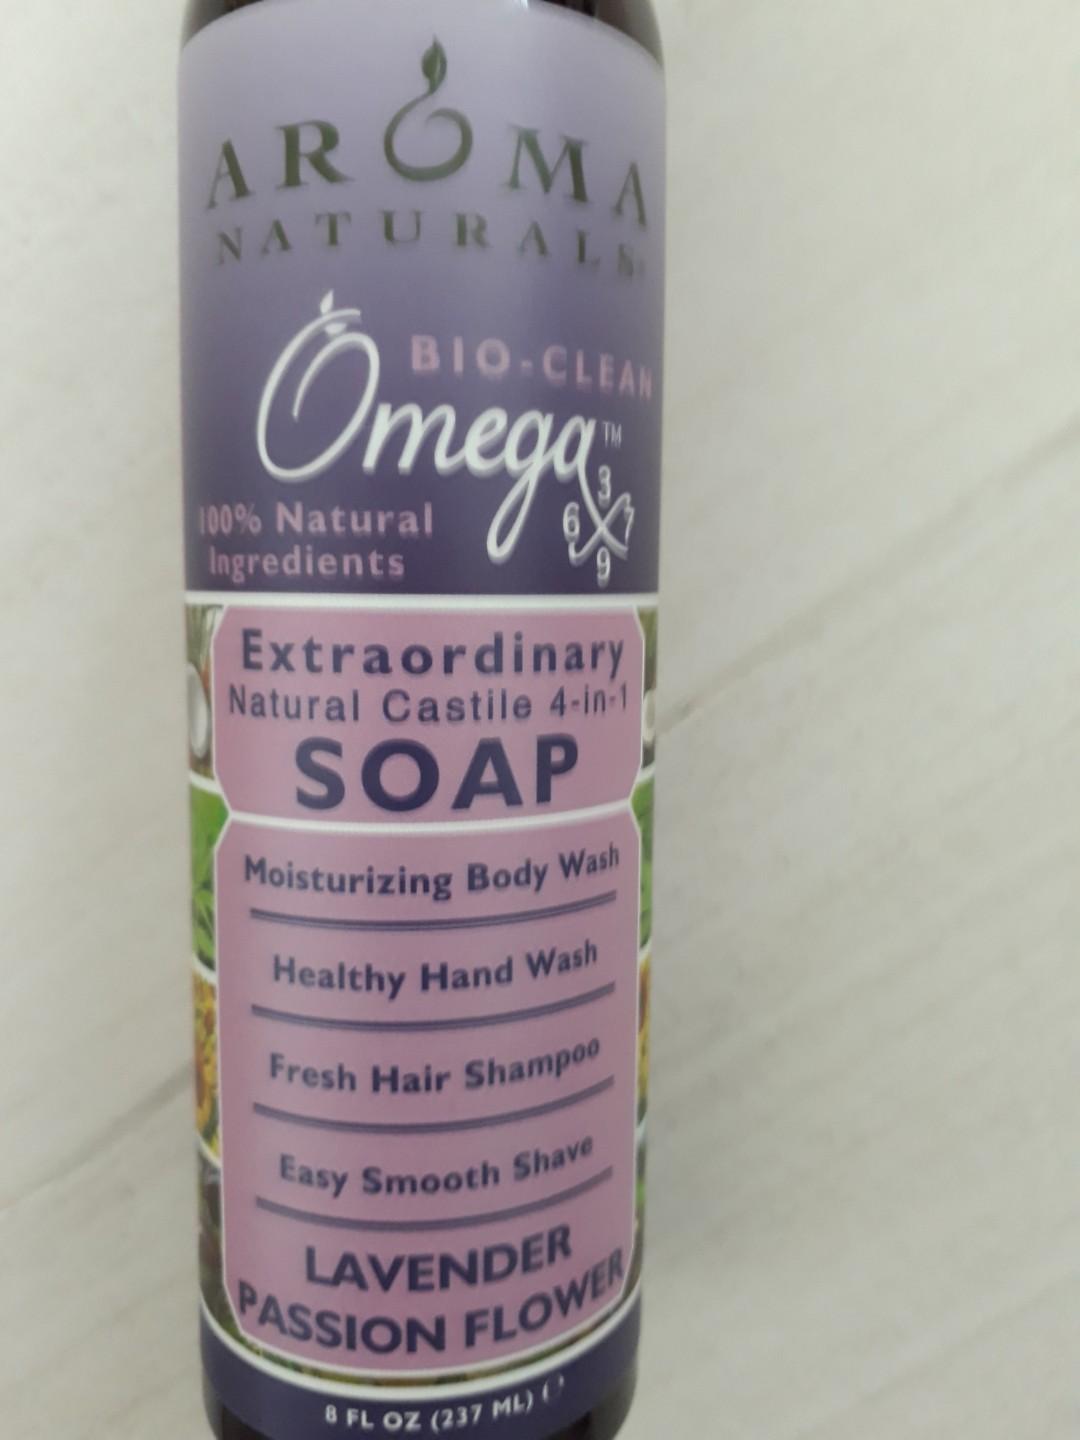 AROMA
NATURALS®
BIO-CLEAN
Omega™
3
6 7
9
100% Natural
Ingredients
Extraordinary
Natural Castile 4-in-1
SOAP
Moisturizing Body Wash
Healthy Hand Wash
Fresh Hair Shampoo
Easy Smooth Shave
LAVENDER
PASSION FLOWER
8 FL OZ (237 ML) ℮